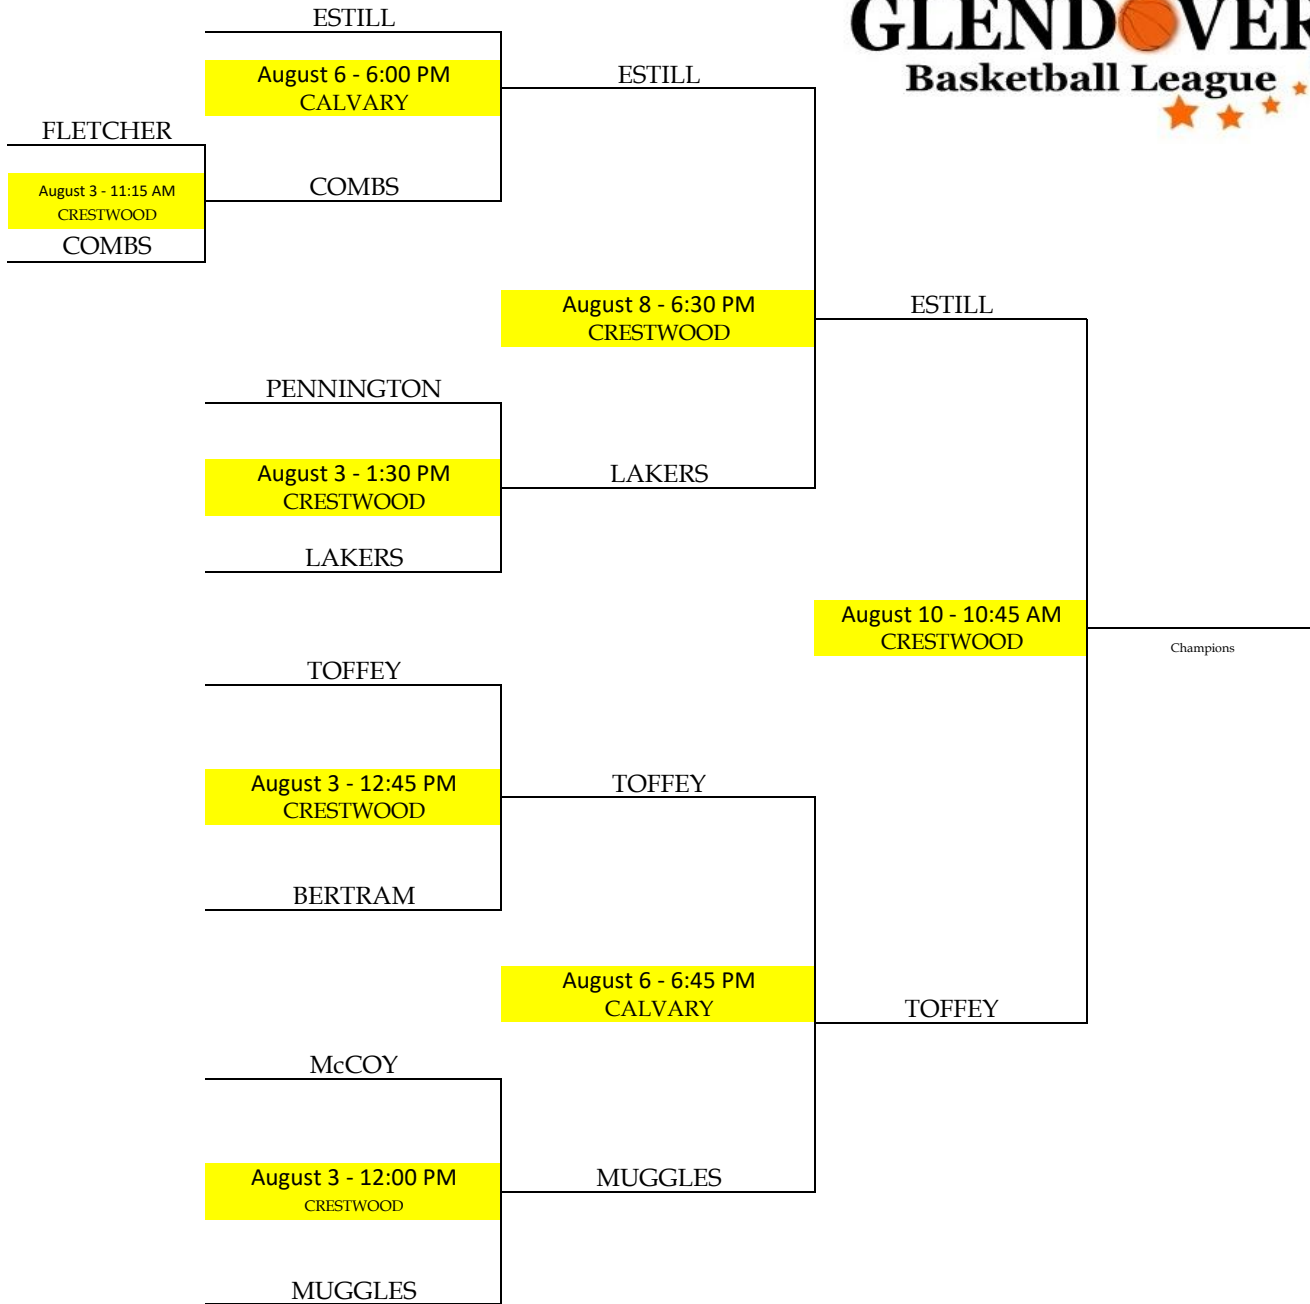 ESTILL
GLENDOVER
Basketball League
August 6 - 6:00 PM
CALVARY
ESTILL
FLETCHER
August 3 - 11:15 AM
CRESTWOOD
COMBS
COMBS
August 8 - 6:30 PM
CRESTWOOD
ESTILL
PENNINGTON
August 3 - 1:30 PM
CRESTWOOD
LAKERS
LAKERS
August 10 - 10:45 AM
CRESTWOOD
Champions
TOFFEY
August 3 - 12:45 PM
CRESTWOOD
TOFFEY
BERTRAM
August 6 - 6:45 PM
CALVARY
TOFFEY
McCOY
August 3 - 12:00 PM
CRESTWOOD
MUGGLES
MUGGLES